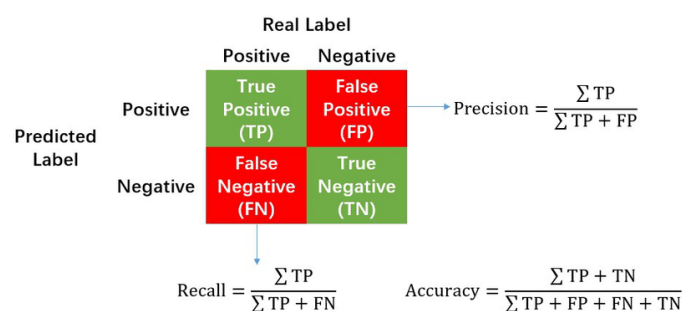 Real Label
Positive Negative
True Positive (TP)
False Positive (FP)
Positive
Precision = ∑ TP / ∑ TP + FP
Predicted Label
Negative
False Negative (FN)
True Negative (TN)
Recall = ∑ TP / ∑ TP + FN
Accuracy = ∑ TP + TN / ∑ TP + FP + FN + TN